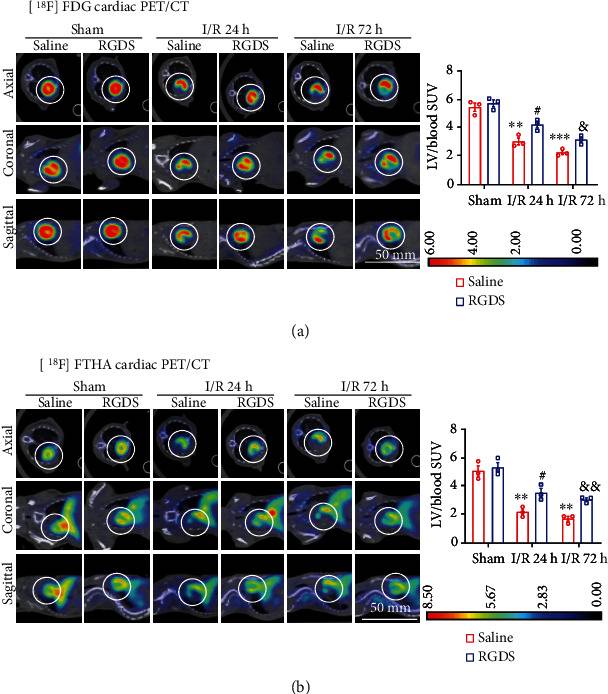 [ 18F] FDG cardiac PET/CT
Sham I/R 24 h I/R 72 h
Saline RGDS Saline RGDS Saline RGDS
Axial
Coronal
Sagittal
50 mm
LV/blood SUV
8
6
4
2
0
** # *** &
Sham I/R 24 h I/R 72 h
6.00 4.00 2.00 0.00
Saline
RGDS
(a)
[ 18F] FTHA cardiac PET/CT
Sham I/R 24 h I/R 72 h
Saline RGDS Saline RGDS Saline RGDS
Axial
Coronal
Sagittal
50 mm
LV/blood SUV
8
6
4
2
0
** # ** &&
Sham I/R 24 h I/R 72 h
8.50 5.67 2.83 0.00
Saline
RGDS
(b)